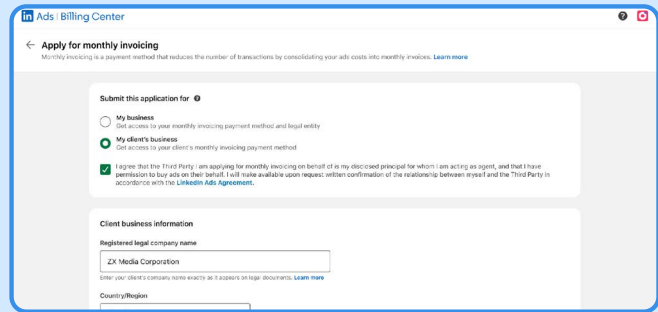 in Ads | Billing Center
Apply for monthly invoicing
Monthly invoicing is a payment method that reduces the number of transactions by consolidating your ads costs into monthly invoices. Learn more
Submit this application for
My business
Get access to your monthly invoicing payment method and legal entity
My client's business
Get access to your client's monthly invoicing payment method
I agree that the Third Party I am applying for monthly invoicing on behalf of is my disclosed principal for whom I am acting as agent, and that I have
permission to buy ads on their behalf. I will make available upon request written confirmation of the relationship between myself and the Third Party in
accordance with the LinkedIn Ads Agreement.
Client business information
Registered legal company name
ZX Media Corporation
Enter your client's company name exactly as it appears on legal documents. Learn more
Country/Region